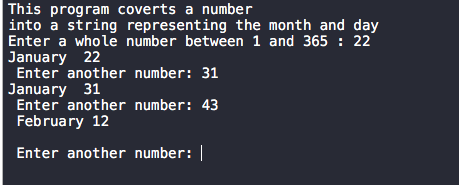 This program coverts a number
into a string representing the month and day
Enter a whole number between 1 and 365 : 22
January  22
 Enter another number: 31
January  31
 Enter another number: 43
 February 12
 Enter another number: